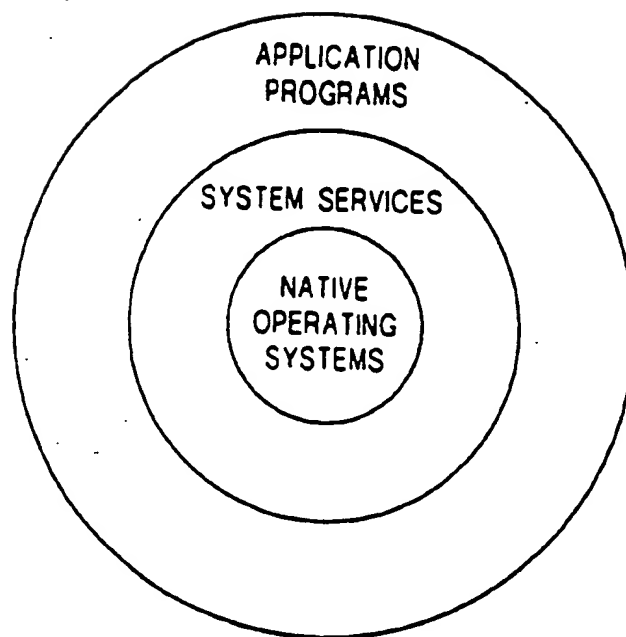 APPLICATION
PROGRAMS
SYSTEM SERVICES
NATIVE
OPERATING
SYSTEMS